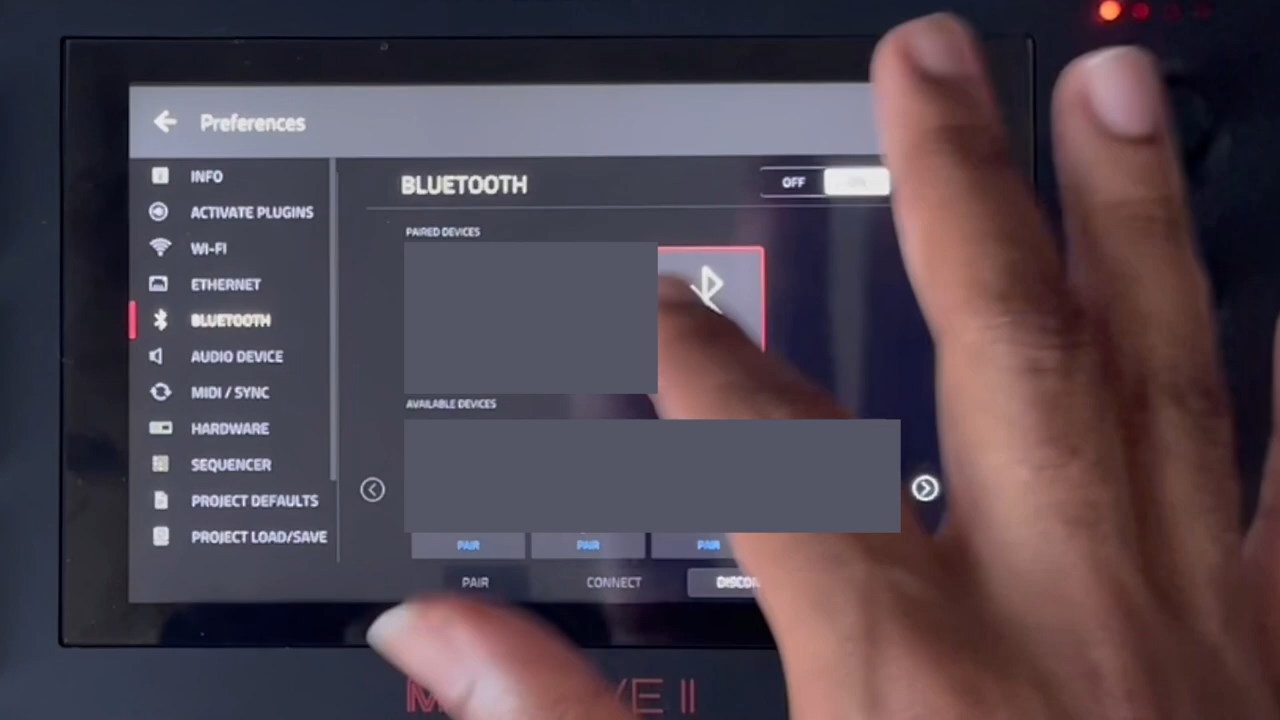 Preferences
INFO
ACTIVATE PLUGINS
WI-FI
ETHERNET
BLUETOOTH
AUDIO DEVICE
MIDI / SYNC
HARDWARE
SEQUENCER
PROJECT DEFAULTS
PROJECT LOAD/SAVE
BLUETOOTH
OFF
PAIRED DEVICES
AVAILABLE DEVICES
PAIR PAIR PAIR
PAIR CONNECT